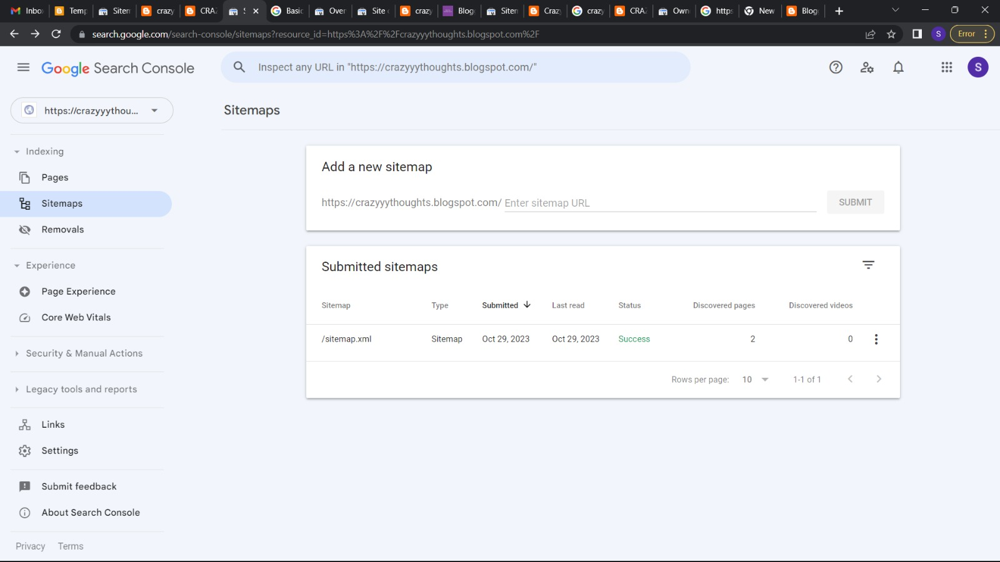 Inbo Temp Sitem crazy CRAZ S Basic Over Site crazy Blog Sitem Crazy crazy CRAZ Own https New Blog
search.google.com/search-console/sitemaps?resource_id=https%3A%2F%2Fcrazyyythoughts.blogspot.com%2F S Error
Google Search Console
Inspect any URL in "https://crazyyythoughts.blogspot.com/"
S
https://crazyyythou...
Sitemaps
Indexing
Pages
Sitemaps
Removals
Experience
Page Experience
Core Web Vitals
Security & Manual Actions
Legacy tools and reports
Links
Settings
Submit feedback
About Search Console
Privacy Terms
Add a new sitemap
https://crazyyythoughts.blogspot.com/ Enter sitemap URL SUBMIT
Submitted sitemaps
Sitemap Type Submitted Last read Status Discovered pages Discovered videos
/sitemap.xml Sitemap Oct 29, 2023 Oct 29, 2023 Success 2 0
Rows per page: 10 1-1 of 1